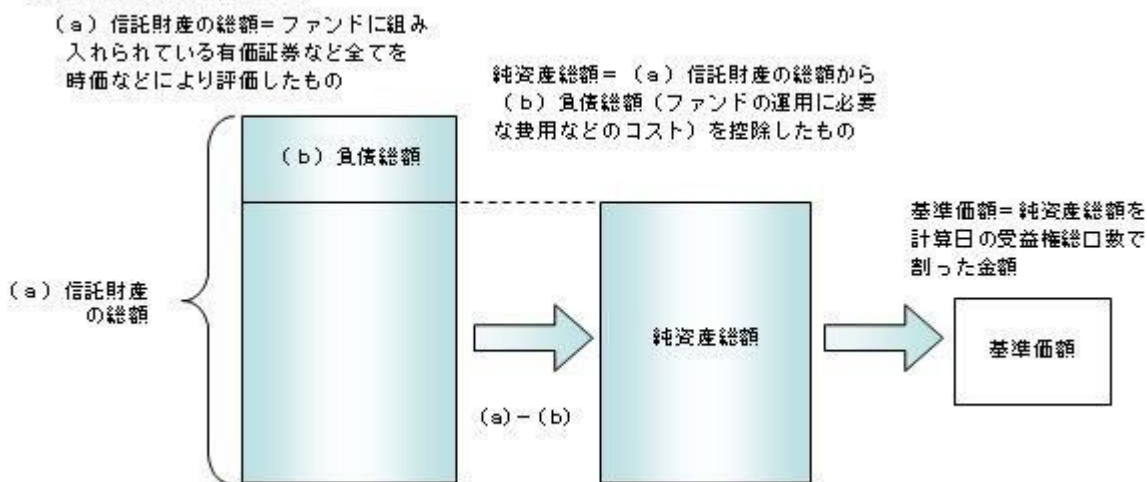 (a)信託財産の総額=ファンドに組み
入れられている有価証券など全てを
時価などにより評価したもの
純資産総額=(a)信託財産の総額から
(b)負債総額(ファンドの運用に必要
な費用などのコスト)を控除したもの
(b)負債総額
基準価額=純資産総額を
計算日の受益権総口数で
割った金額
(a)信託財産
の総額
純資産総額
基準価額
(a)-(b)